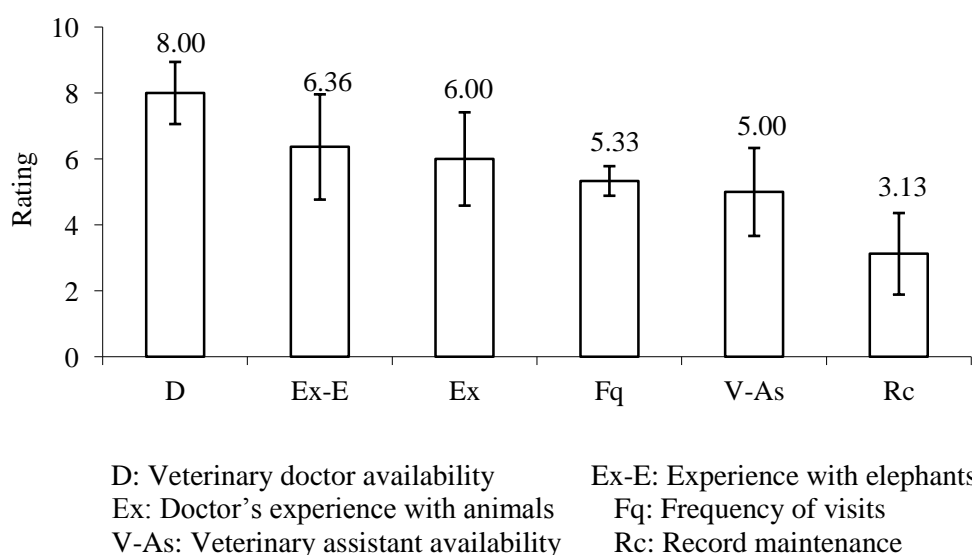 10
8.00
8
6.36
6.00
6
5.33
5.00
4
3.13
2
0
Rating
D Ex-E Ex Fq V-As Rc
D: Veterinary doctor availability Ex-E: Experience with elephants
Ex: Doctor’s experience with animals Fq: Frequency of visits
V-As: Veterinary assistant availability Rc: Record maintenance